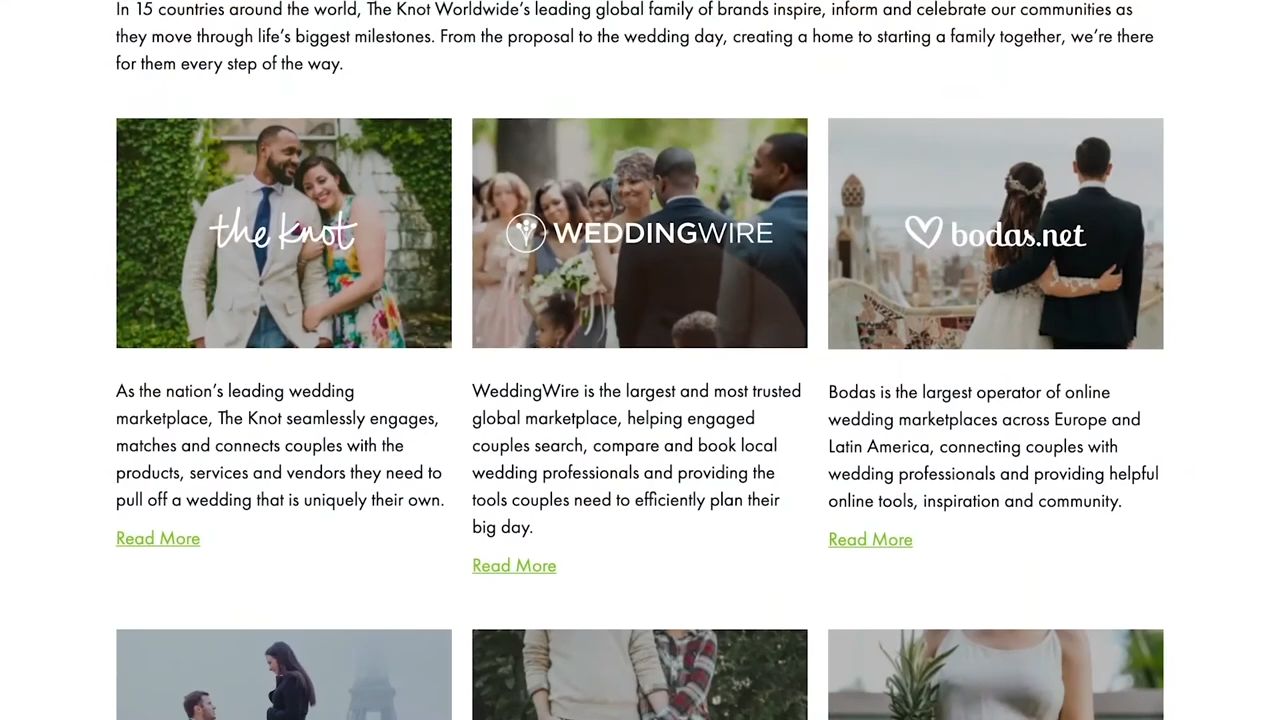 In 15 countries around the world, The Knot Worldwide’s leading global family of brands inspire, inform and celebrate our communities as
they move through life’s biggest milestones. From the proposal to the wedding day, creating a home to starting a family together, we’re there
for them every step of the way.
the knot
WEDDINGWIRE
bodas.net
As the nation’s leading wedding
marketplace, The Knot seamlessly engages,
matches and connects couples with the
products, services and vendors they need to
pull off a wedding that is uniquely their own.
Read More
WeddingWire is the largest and most trusted
global marketplace, helping engaged
couples search, compare and book local
wedding professionals and providing the
tools couples need to efficiently plan their
big day.
Read More
Bodas is the largest operator of online
wedding marketplaces across Europe and
Latin America, connecting couples with
wedding professionals and providing helpful
online tools, inspiration and community.
Read More